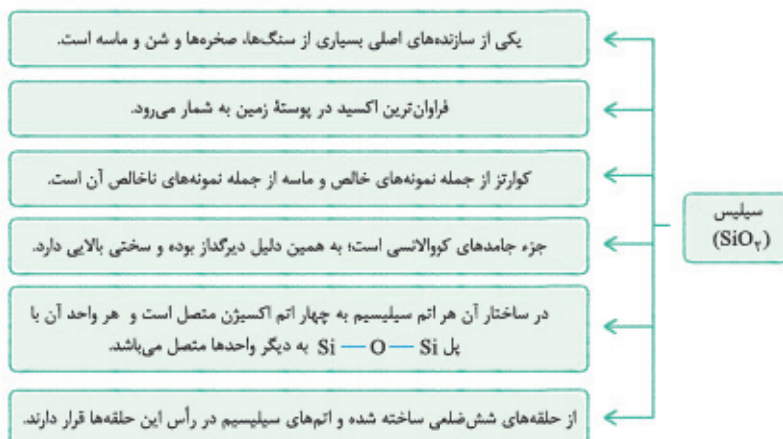 یکی از سازنده‌های اصلی بسیاری از سنگ‌ها، صخره‌ها و شن و ماسه است.
فراوان‌ترین اکسید در پوستهٔ زمین به شمار می‌رود.
کوارتز از جمله نمونه‌های خالص و ماسه از جمله نمونه‌های ناخالص آن است.
سیلیس
(SiO۲)
جزء جامدهای کووالانسی است؛ به همین دلیل دیرگداز بوده و سختی بالایی دارد.
در ساختار آن هر اتم سیلیسیم به چهار اتم اکسیژن متصل است و هر واحد آن با
پل Si — O — Si به دیگر واحدها متصل می‌باشد.
از حلقه‌های شش‌ضلعی ساخته شده و اتم‌های سیلیسیم در رأس این حلقه‌ها قرار دارند.